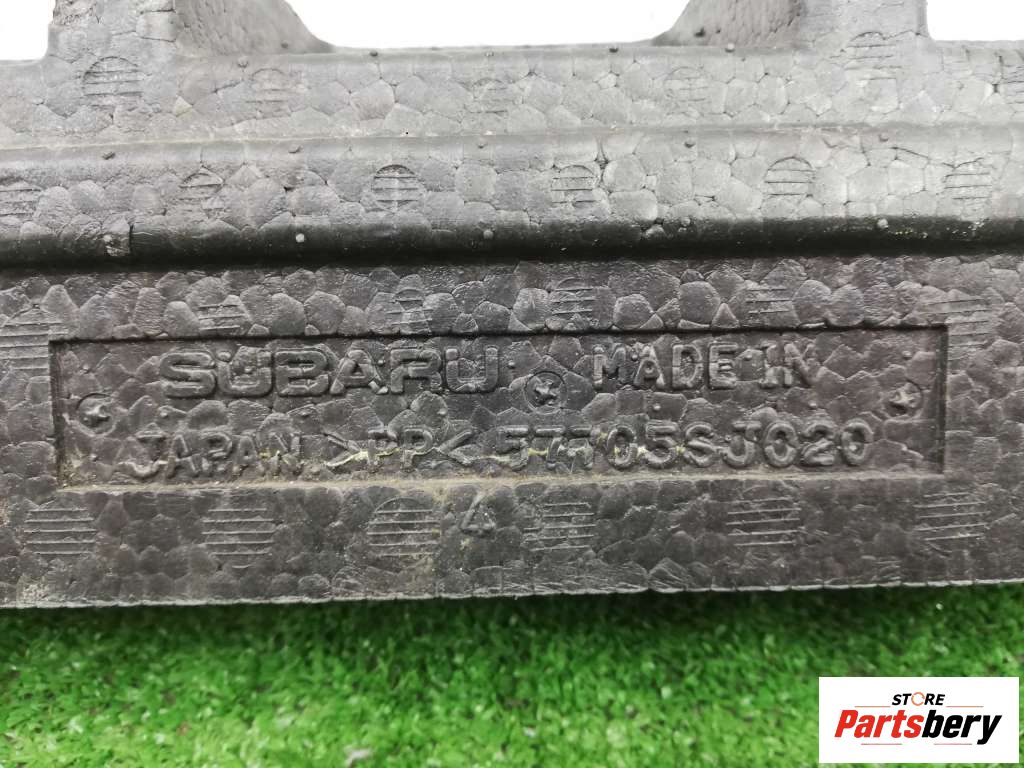 SUBARU MADE IN
JAPAN >PP< 57705SJ020
4
STORE
Partsbery